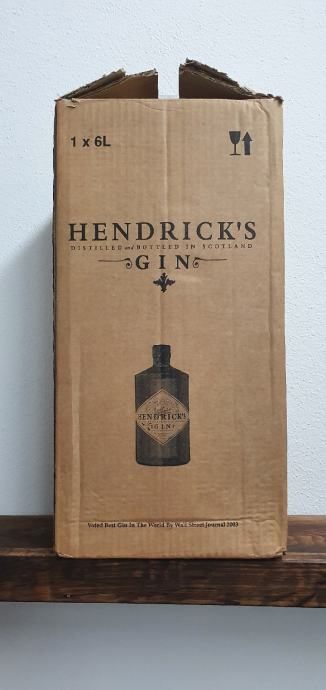 1 x 6L
HENDRICK'S
DISTILLED and BOTTLED IN SCOTLAND
GIN
HENDRICK'S
GIN
Voted Best Gin In The World By Wall Street Journal 2003